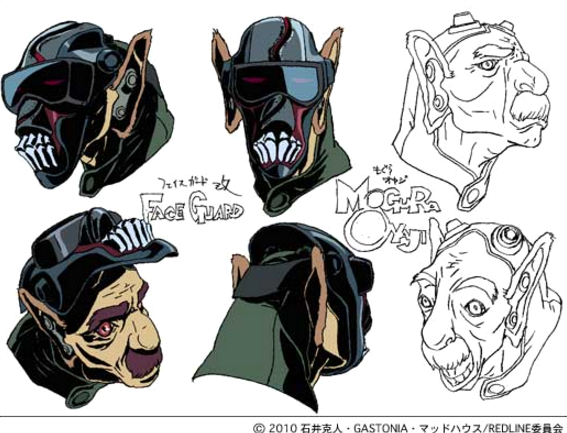 フェイスガード 改
FACE GUARD
もぐら
オヤジ
MOGURA
OYAJI
© 2010 石井克人・GASTONIA・マッドハウス/REDLINE委員会